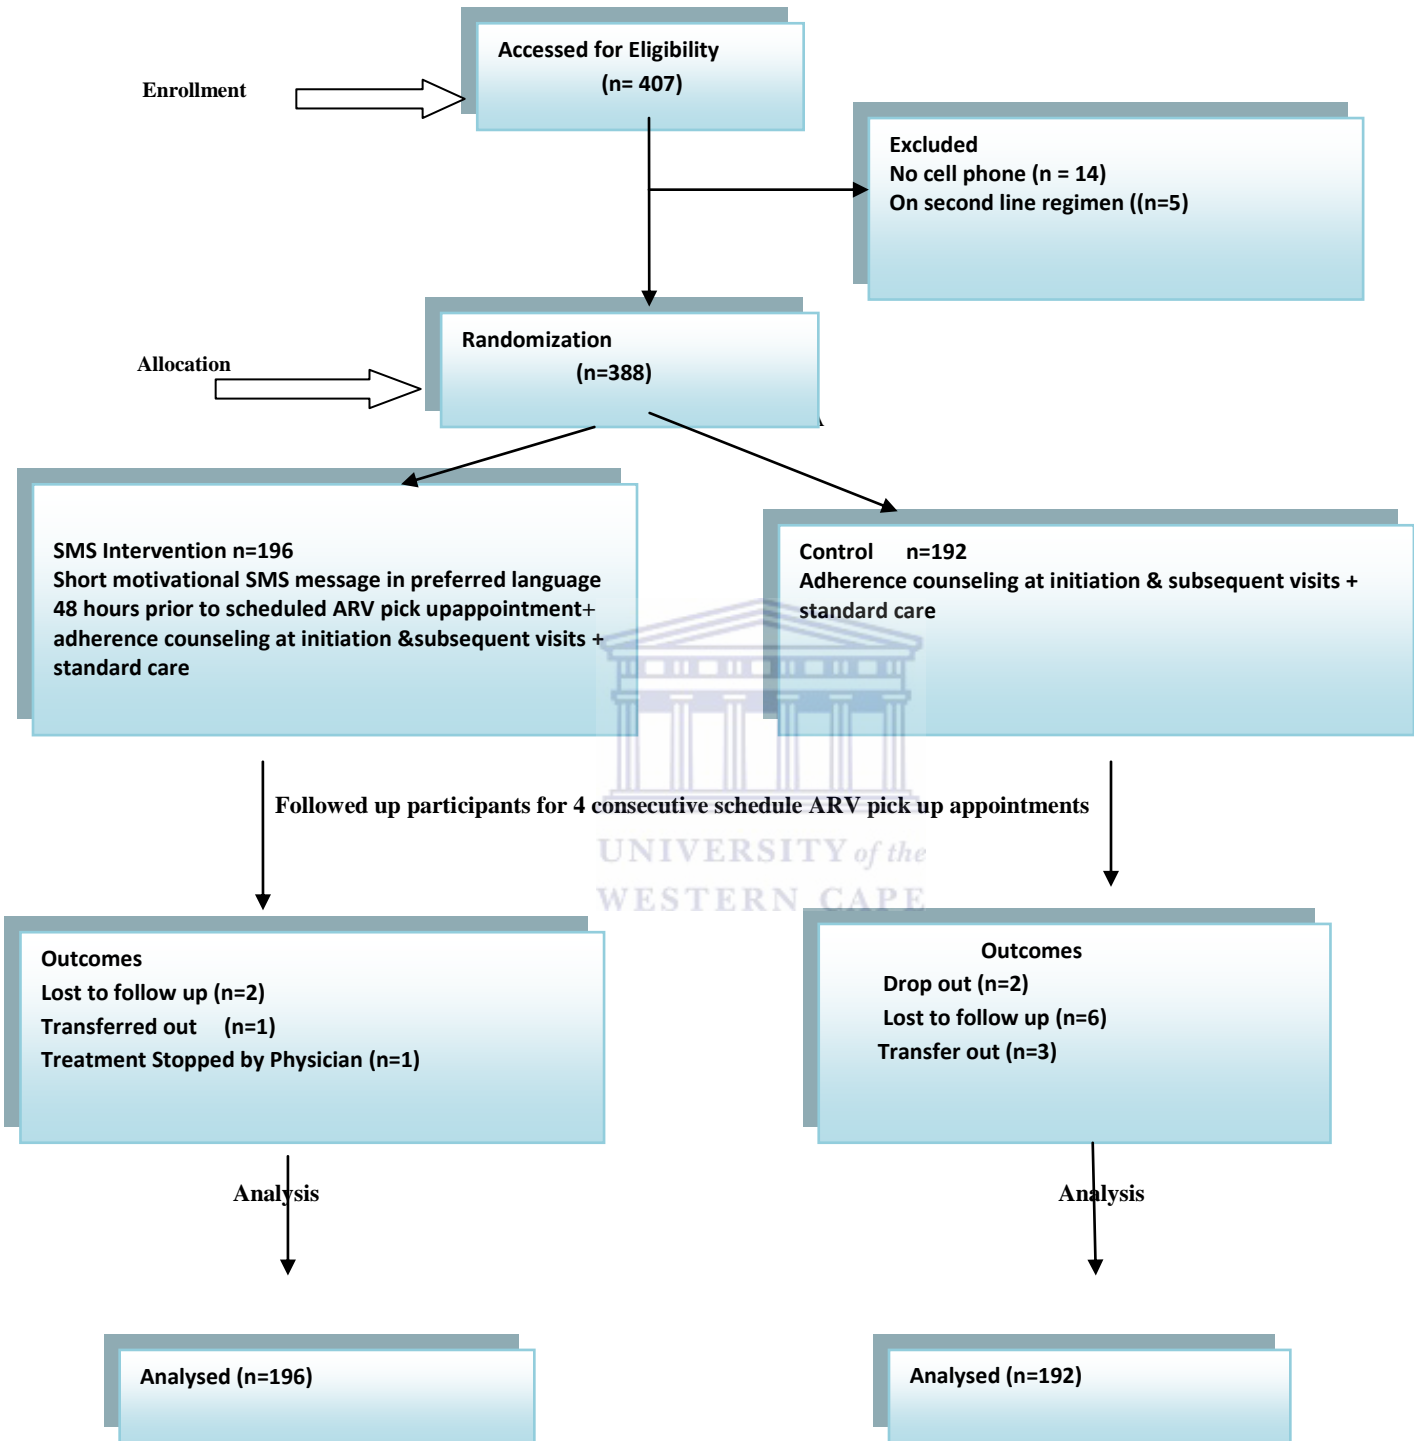 Accessed for Eligibility
(n= 407)
Enrollment
Excluded
No cell phone (n = 14)
On second line regimen ((n=5)
Randomization
(n=388)
Allocation
SMS Intervention n=196
Short motivational SMS message in preferred language
48 hours prior to scheduled ARV pick upappointment+
adherence counseling at initiation &subsequent visits +
standard care
Control n=192
Adherence counseling at initiation & subsequent visits +
standard care
Followed up participants for 4 consecutive schedule ARV pick up appointments
UNIVERSITY of the
WESTERN CAPE
Outcomes
Lost to follow up (n=2)
Transferred out (n=1)
Treatment Stopped by Physician (n=1)
Outcomes
Drop out (n=2)
Lost to follow up (n=6)
Transfer out (n=3)
Analysis
Analysis
Analysed (n=196)
Analysed (n=192)